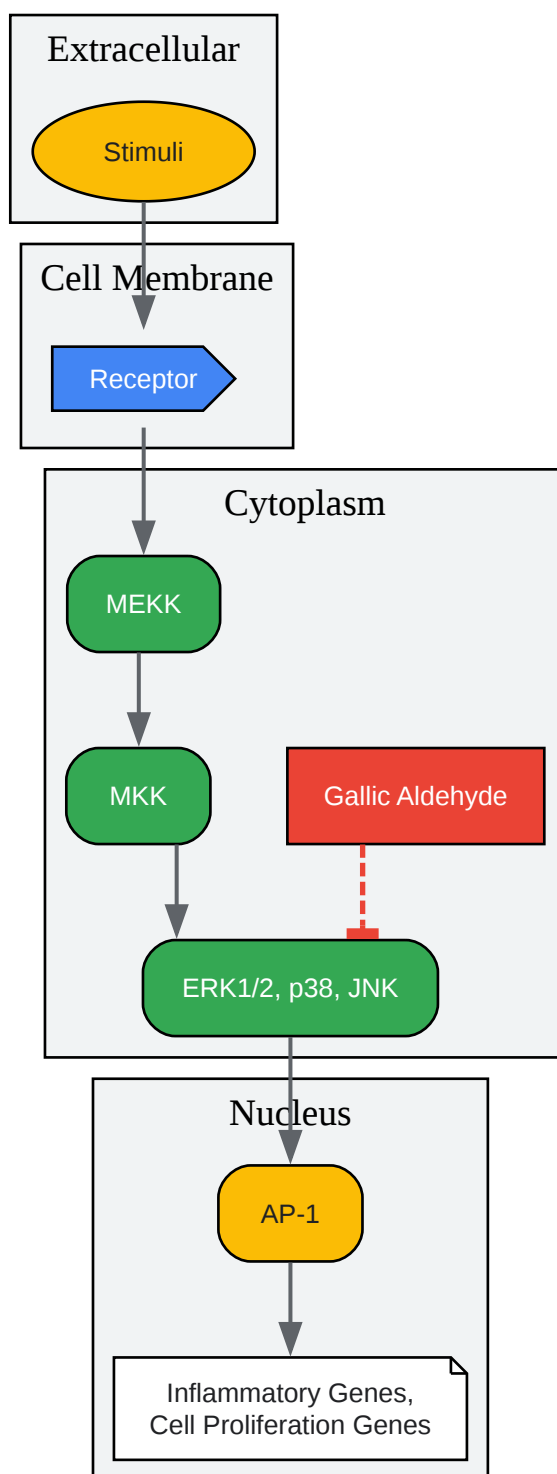 Extracellular
Stimuli
Cell Membrane
Receptor
Cytoplasm
MEKK
MKK
Gallic Aldehyde
ERK1/2, p38, JNK
Nucleus
AP-1
Inflammatory Genes,
Cell Proliferation Genes